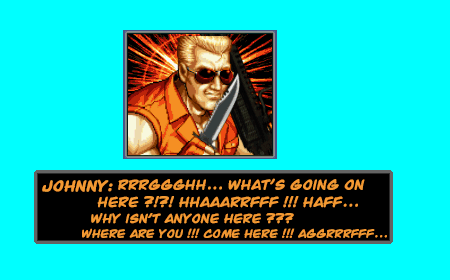 JOHNNY: RRRGGGHH... WHAT'S GOING ON
HERE ?!?! HHAAARRFFF !!! HAFF...
WHY ISN'T ANYONE HERE ???
WHERE ARE YOU !!! COME HERE !!! AGGRRRFFF...